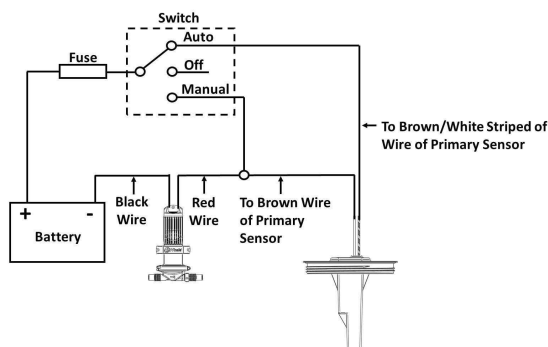 Switch
Auto
Fuse
Off
Manual
To Brown/White Striped of
Wire of Primary Sensor
Black
Wire
Red
Wire
To Brown Wire
of Primary
Sensor
+ -
Battery